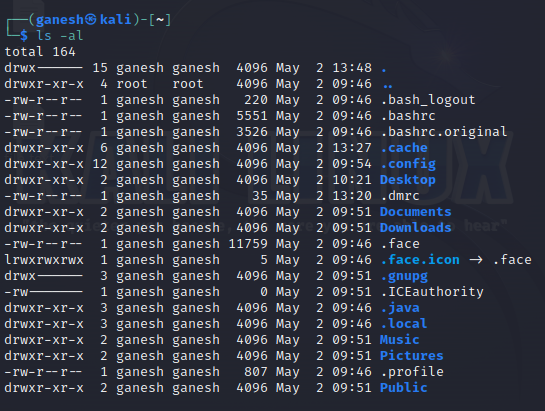 ┌──(ganesh㉿kali)-[~]
└─$ ls -al
total 164
drwx------ 15 ganesh ganesh  4096 May  2 13:48 .
drwxr-xr-x  4 root   root    4096 May  2 09:46 ..
-rw-r--r--  1 ganesh ganesh   220 May  2 09:46 .bash_logout
-rw-r--r--  1 ganesh ganesh  5551 May  2 09:46 .bashrc
-rw-r--r--  1 ganesh ganesh  3526 May  2 09:46 .bashrc.original
drwxr-xr-x  6 ganesh ganesh  4096 May  2 13:27 .cache
drwxr-xr-x 12 ganesh ganesh  4096 May  2 09:54 .config
drwxr-xr-x  2 ganesh ganesh  4096 May  2 10:21 Desktop
-rw-r--r--  1 ganesh ganesh    35 May  2 13:20 .dmrc
drwxr-xr-x  2 ganesh ganesh  4096 May  2 09:51 Documents
drwxr-xr-x  2 ganesh ganesh  4096 May  2 09:51 Downloads
-rw-r--r--  1 ganesh ganesh 11759 May  2 09:46 .face
lrwxrwxrwx  1 ganesh ganesh     5 May  2 09:46 .face.icon -> .face
drwx------  3 ganesh ganesh  4096 May  2 09:51 .gnupg
-rw-------  1 ganesh ganesh     0 May  2 09:51 .ICEauthority
drwxr-xr-x  3 ganesh ganesh  4096 May  2 09:46 .java
drwxr-xr-x  3 ganesh ganesh  4096 May  2 09:46 .local
drwxr-xr-x  2 ganesh ganesh  4096 May  2 09:51 Music
drwxr-xr-x  2 ganesh ganesh  4096 May  2 09:51 Pictures
-rw-r--r--  1 ganesh ganesh   807 May  2 09:46 .profile
drwxr-xr-x  2 ganesh ganesh  4096 May  2 09:51 Public